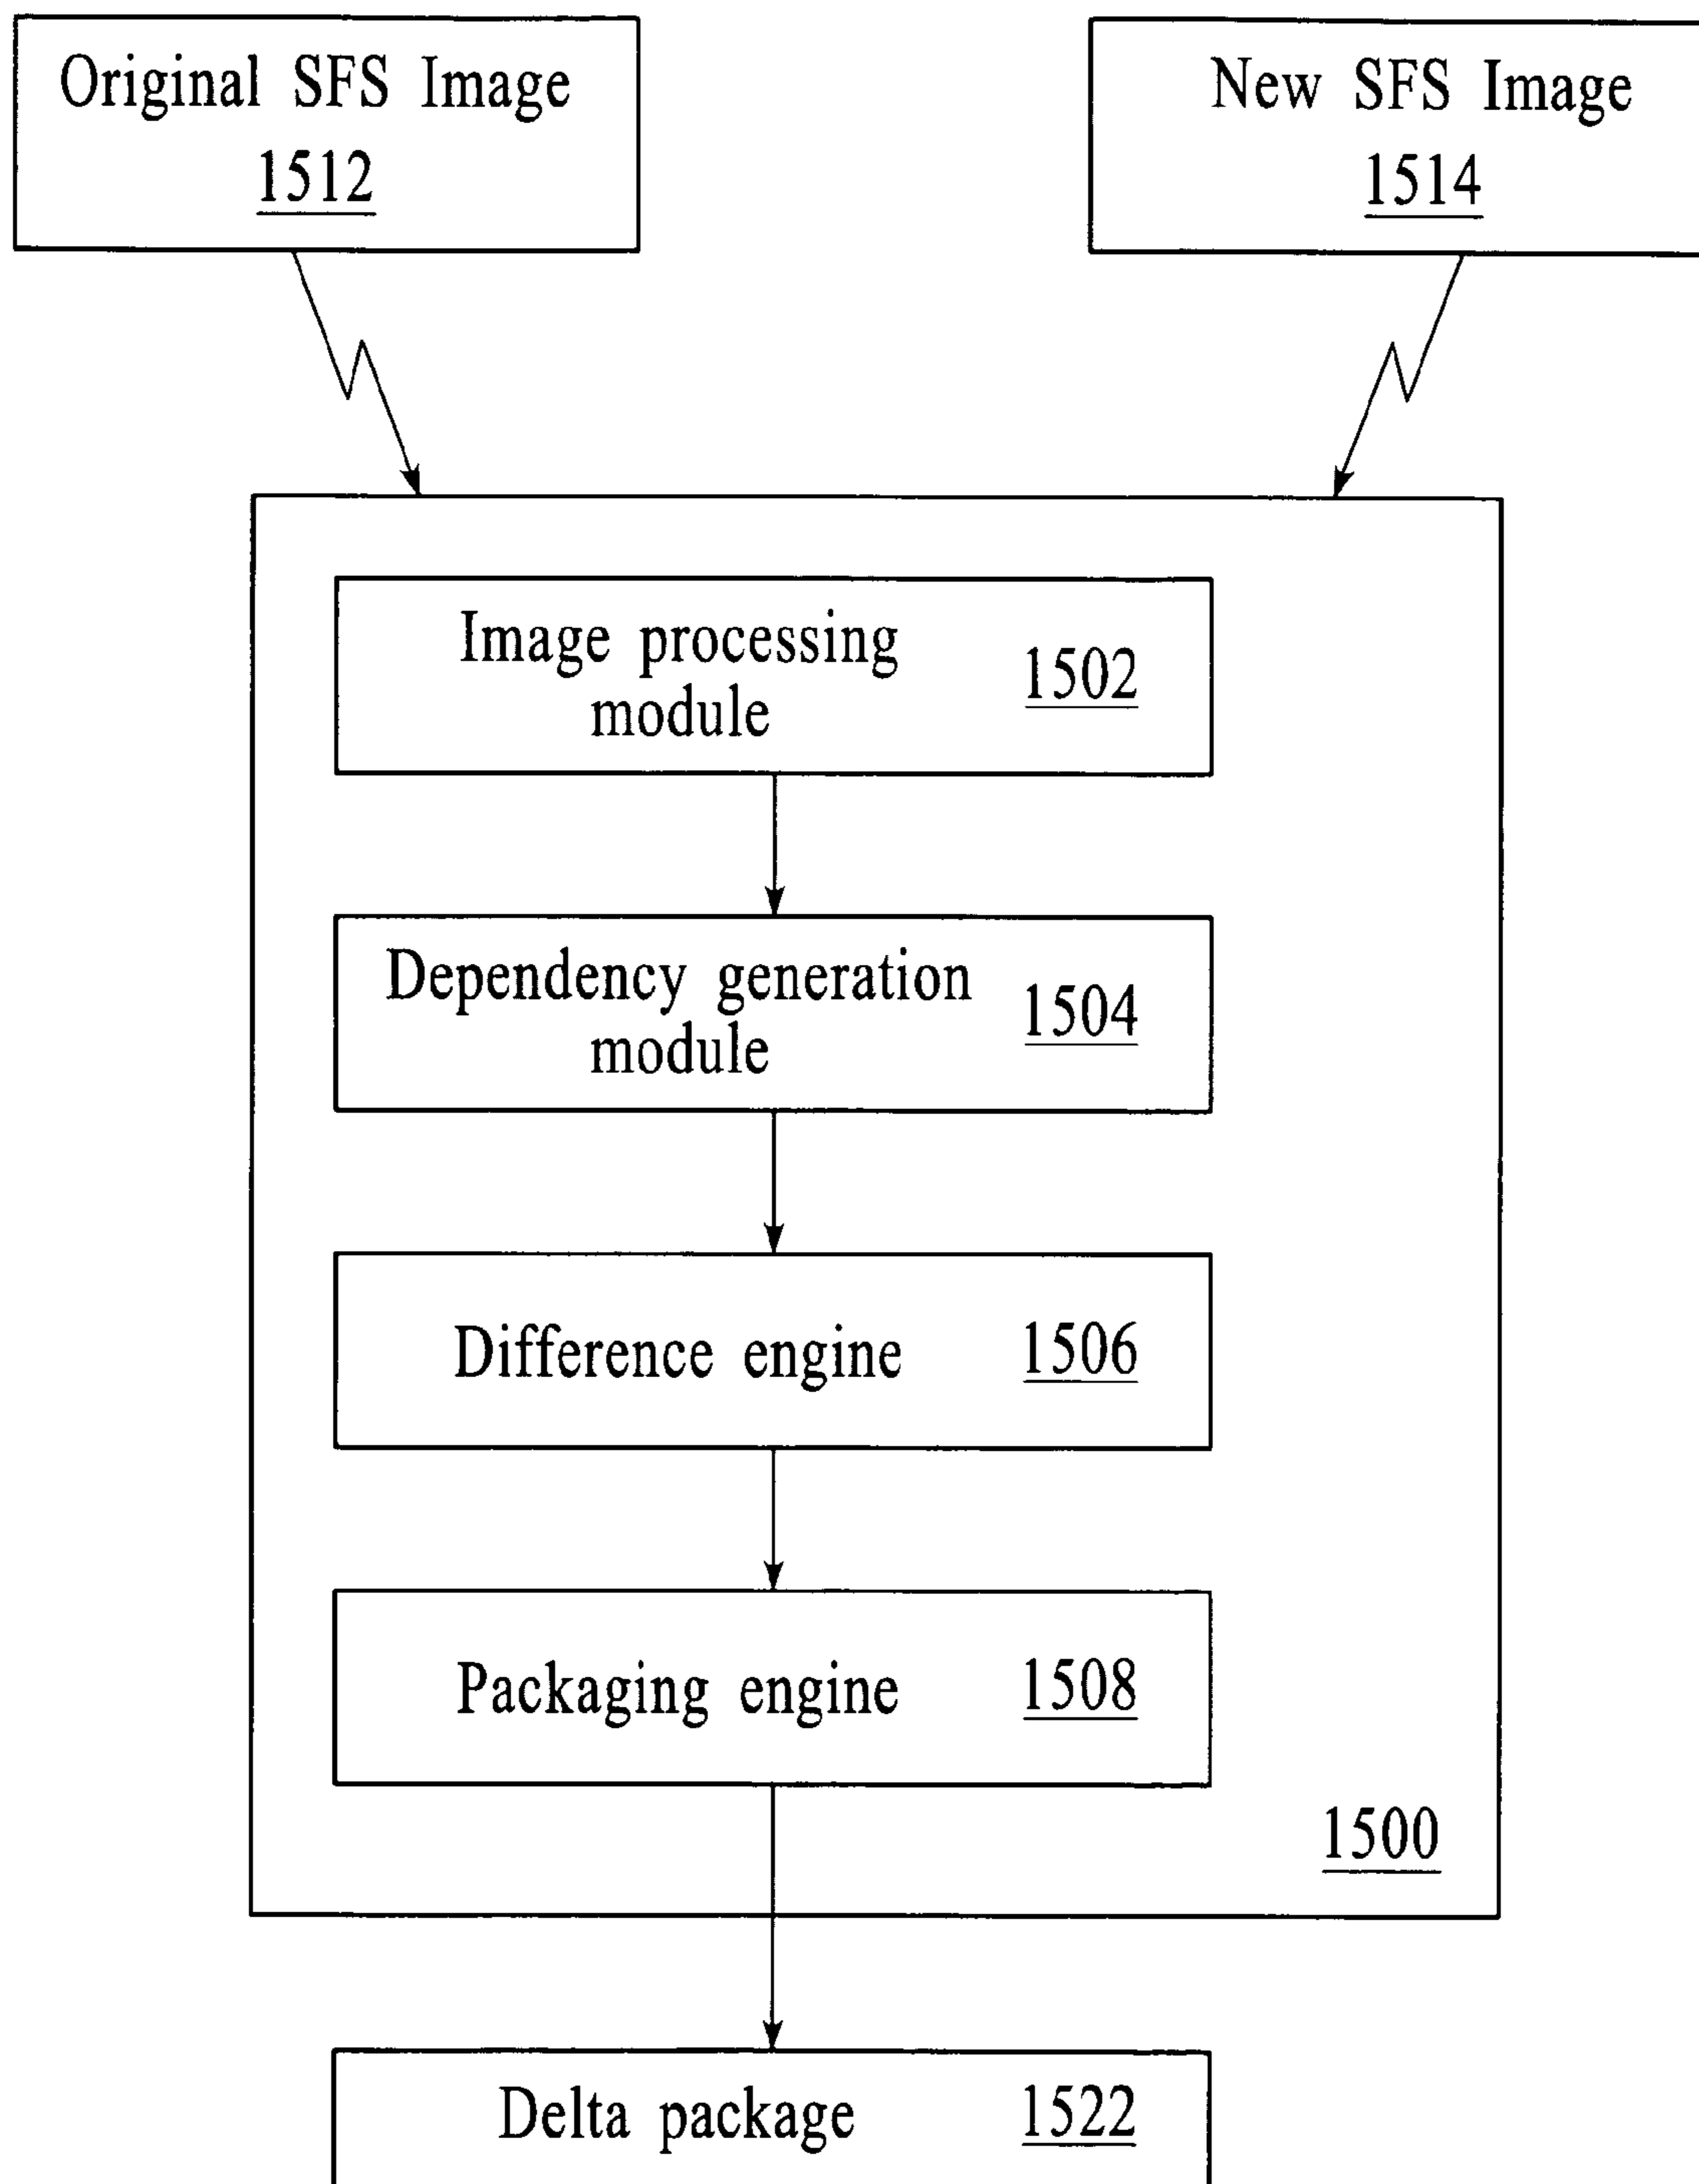 Original SFS Image
1512
New SFS Image
1514
Image processing
module
1502
Dependency generation
module
1504
Difference engine 1506
Packaging engine 1508
1500
Delta package 1522